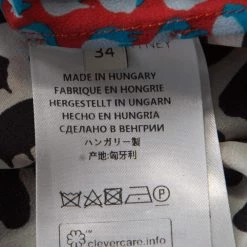 34
MADE IN HUNGARY
FABRIQUE EN HONGRIE
HERGESTELLT IN UNGARN
HECHO EN HUNGRIA
СДЕЛАНО В ВЕНГРИИ
ハンガリー製
产地:匈牙利
clevercare.info